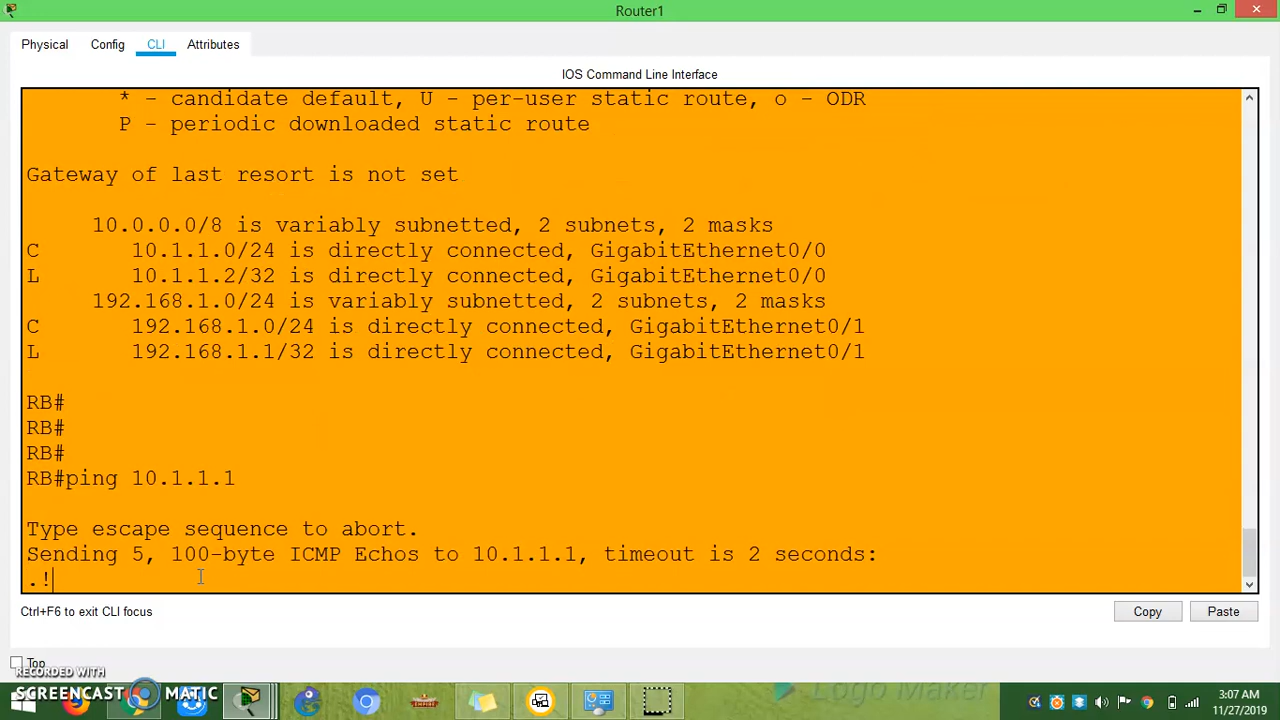 Router1
Physical Config CLI Attributes
IOS Command Line Interface
* - candidate default, U - per-user static route, o - ODR
P - periodic downloaded static route
Gateway of last resort is not set
10.0.0.0/8 is variably subnetted, 2 subnets, 2 masks
C 10.1.1.0/24 is directly connected, GigabitEthernet0/0
L 10.1.1.2/32 is directly connected, GigabitEthernet0/0
192.168.1.0/24 is variably subnetted, 2 subnets, 2 masks
C 192.168.1.0/24 is directly connected, GigabitEthernet0/1
L 192.168.1.1/32 is directly connected, GigabitEthernet0/1
RB#
RB#
RB#
RB#ping 10.1.1.1
Type escape sequence to abort.
Sending 5, 100-byte ICMP Echos to 10.1.1.1, timeout is 2 seconds:
.!
Ctrl+F6 to exit CLI focus
Copy Paste
Top
RECORDED WITH
SCREENCAST MATIC
Logo Maker
3:07 AM
11/27/2019